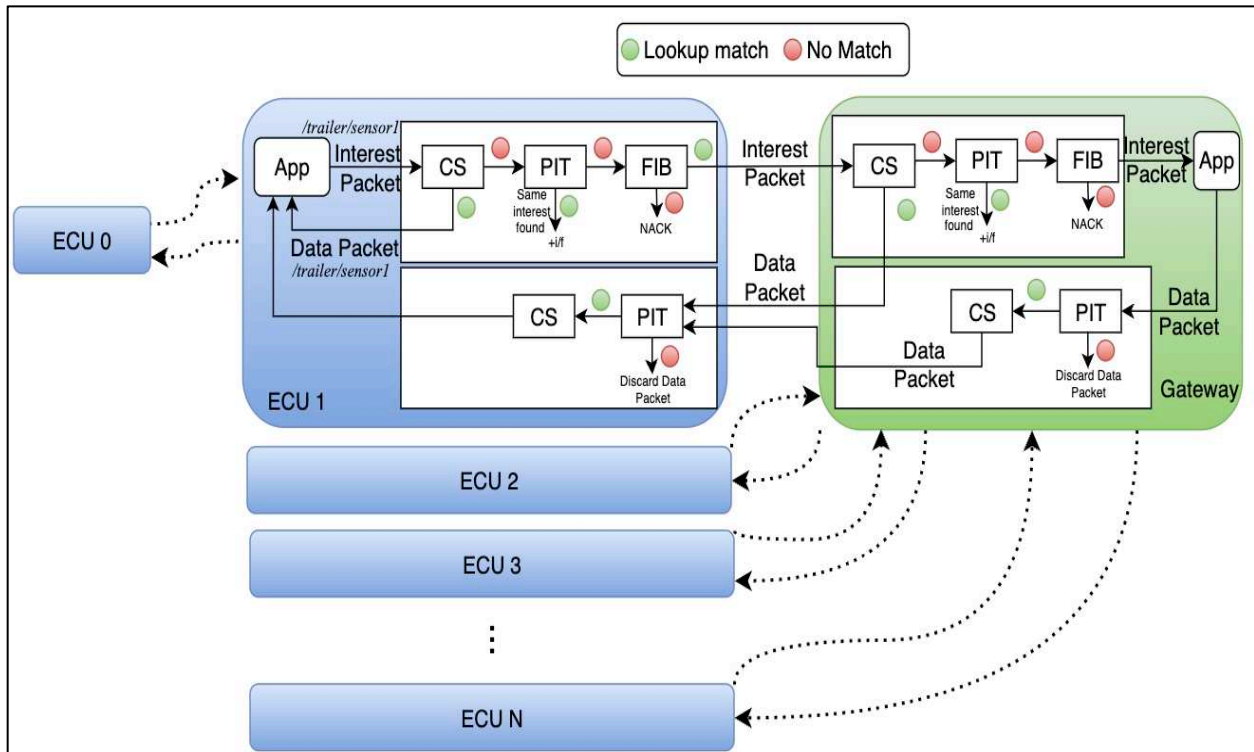 Lookup match
No Match
/trailer/sensor1
App
Interest
Packet
CS
PIT
FIB
Same
interest
found
+i/f
NACK
Data Packet
/trailer/sensor1
CS
PIT
Discard Data
Packet
ECU 1
Interest
Packet
Data
Packet
Data
Packet
CS
PIT
FIB
Same
interest
found
+i/f
NACK
Interest
Packet
App
CS
PIT
Discard Data
Packet
Data
Packet
Gateway
ECU 0
ECU 2
ECU 3
ECU N